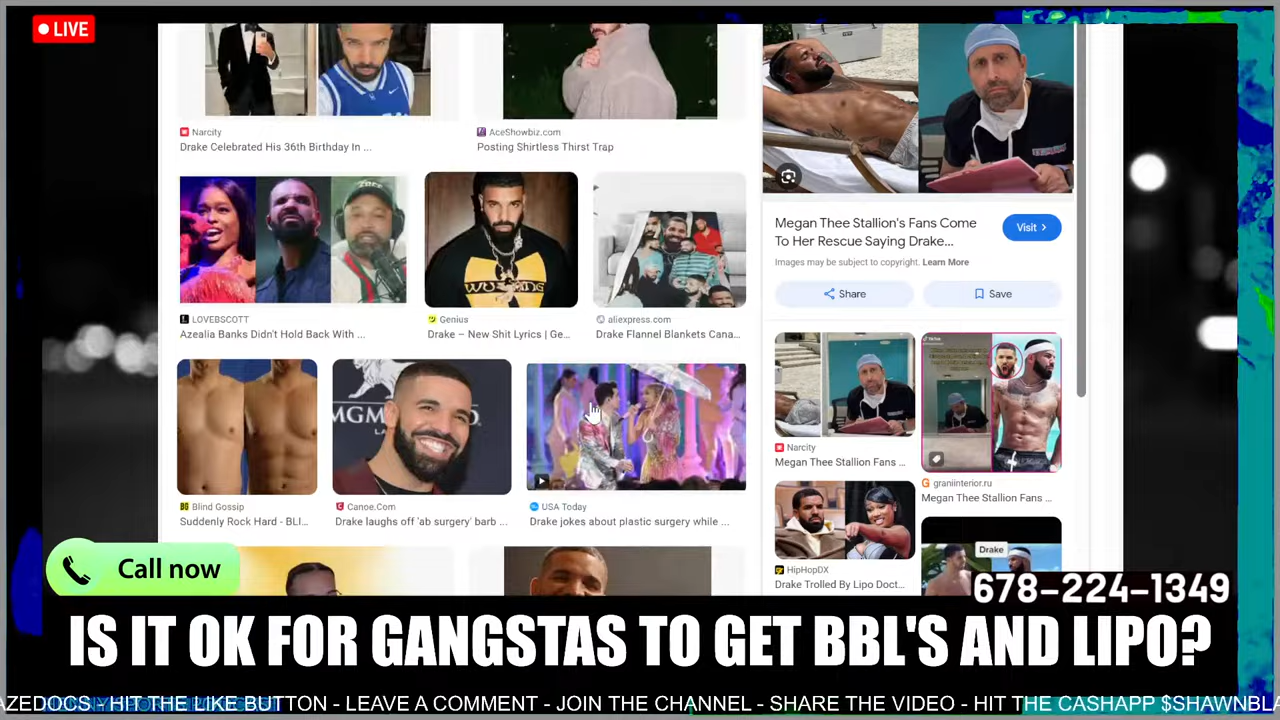 LIVE
Narcity
Drake Celebrated His 36th Birthday In ...
AceShowbiz.com
Posting Shirtless Thirst Trap
Megan Thee Stallion's Fans Come
To Her Rescue Saying Drake...
Visit
Images may be subject to copyright. Learn More
Share
Save
LOVEBSCOTT
Azealia Banks Didn't Hold Back With ...
Genius
Drake – New Shit Lyrics | Ge...
aliexpress.com
Drake Flannel Blankets Cana...
MGM
Blind Gossip
Suddenly Rock Hard - BLI...
Canoe.Com
Drake laughs off 'ab surgery' barb ...
USA Today
Drake jokes about plastic surgery while ...
Narcity
Megan Thee Stallion Fans ...
graniinterior.ru
Megan Thee Stallion Fans ...
HipHopDX
Drake Trolled By Lipo Doct...
Drake
Call now
678-224-1349
IS IT OK FOR GANGSTAS TO GET BBL'S AND LIPO?
AZEDOCS - HIT THE LIKE BUTTON - LEAVE A COMMENT - JOIN THE CHANNEL - SHARE THE VIDEO - HIT THE CASHAPP $SHAWNBLA